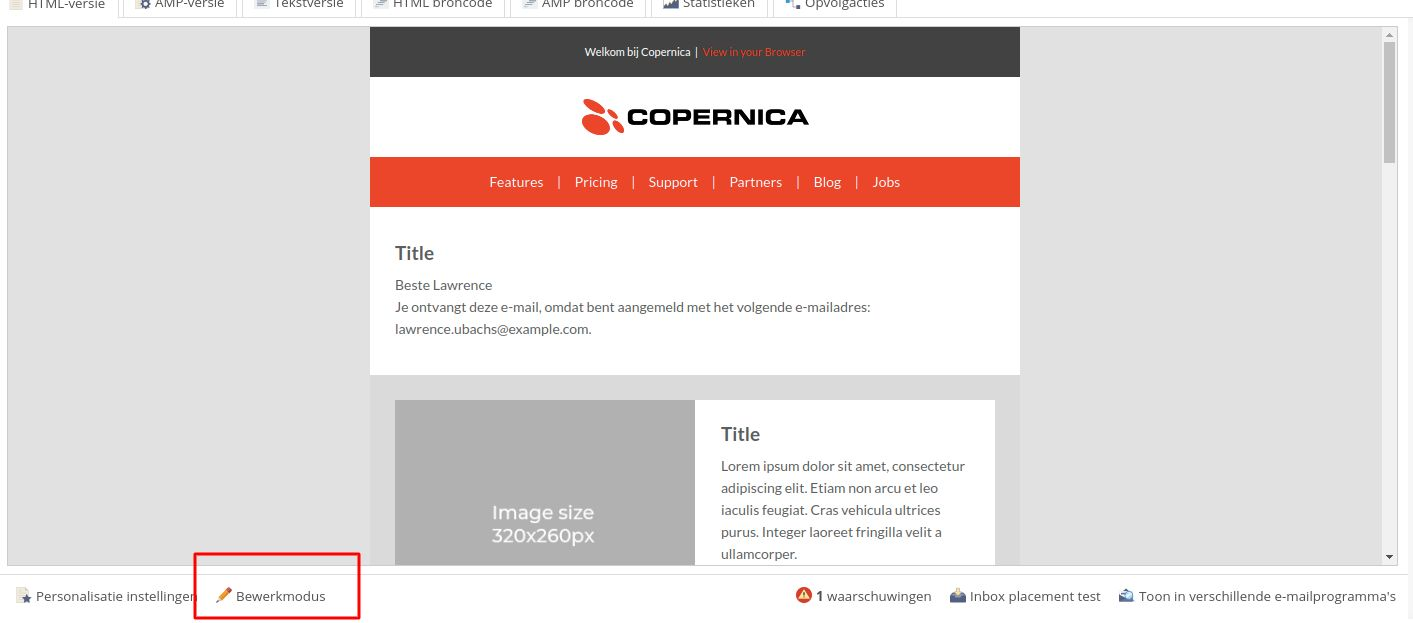 HTML-versie AMP-versie Tekstversie HTML broncode AMP broncode Statistieken Opvolgacties
Welkom bij Copernica | View in your Browser
COPERNICA
Features | Pricing | Support | Partners | Blog | Jobs
Title
Beste Lawrence
Je ontvangt deze e-mail, omdat bent aangemeld met het volgende e-mailadres:
lawrence.ubachs@example.com.
Image size
320x260px
Title
Lorem ipsum dolor sit amet, consectetur
adipiscing elit. Etiam non arcu et leo
iaculis feugiat. Cras vehicula ultrices
purus. Integer laoreet fringilla velit a
ullamcorper.
Personalisatie instellingen Bewerkmodus 1 waarschuwingen Inbox placement test Toon in verschillende e-mailprogramma's